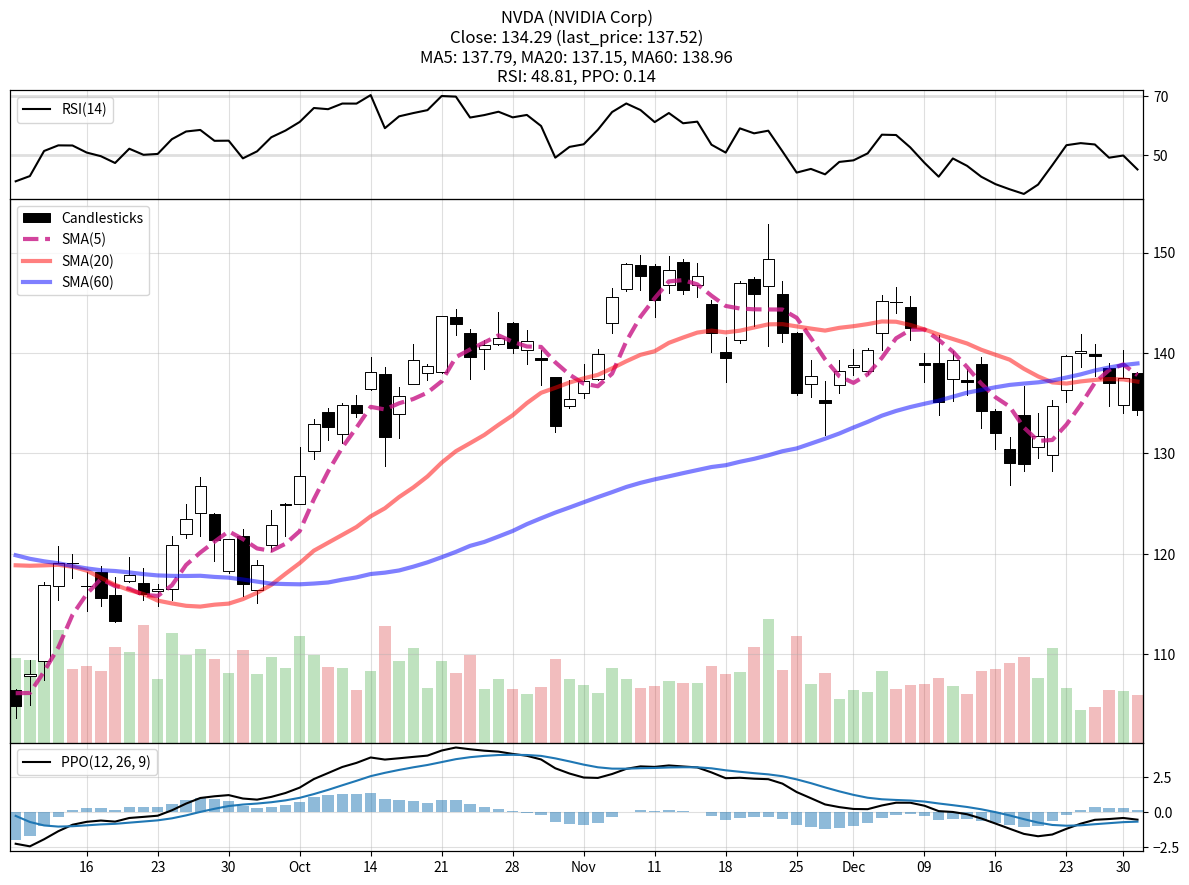 NVDA (NVIDIA Corp)
Close: 134.29 (last_price: 137.52)
MA5: 137.79, MA20: 137.15, MA60: 138.96
RSI: 48.81, PPO: 0.14
RSI(14)
70
50
Candlesticks
SMA(5)
SMA(20)
SMA(60)
150
140
130
120
110
PPO(12, 26, 9)
2.5
0.0
−2.5
16 23 30 Oct 14 21 28 Nov 11 18 25 Dec 09 16 23 30